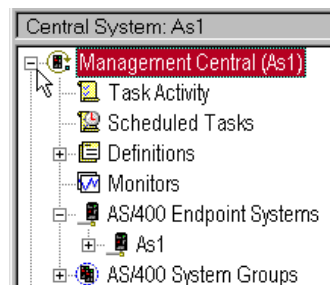 Central System: As1
Management Central (As1)
Task Activity
Scheduled Tasks
Definitions
Monitors
AS/400 Endpoint Systems
As1
AS/400 System Groups